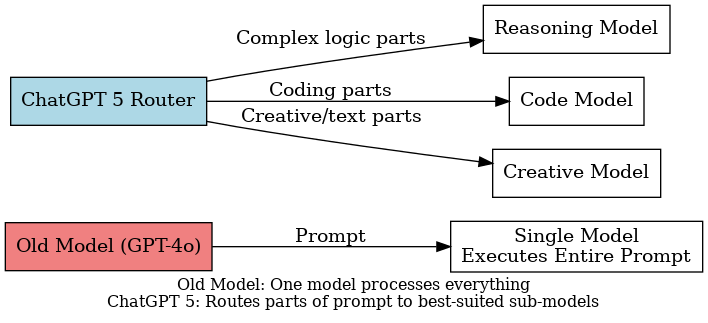 Complex logic parts
Reasoning Model
ChatGPT 5 Router
Coding parts
Code Model
Creative/text parts
Creative Model
Old Model (GPT-4o)
Prompt
Single Model
Executes Entire Prompt
Old Model: One model processes everything
ChatGPT 5: Routes parts of prompt to best-suited sub-models